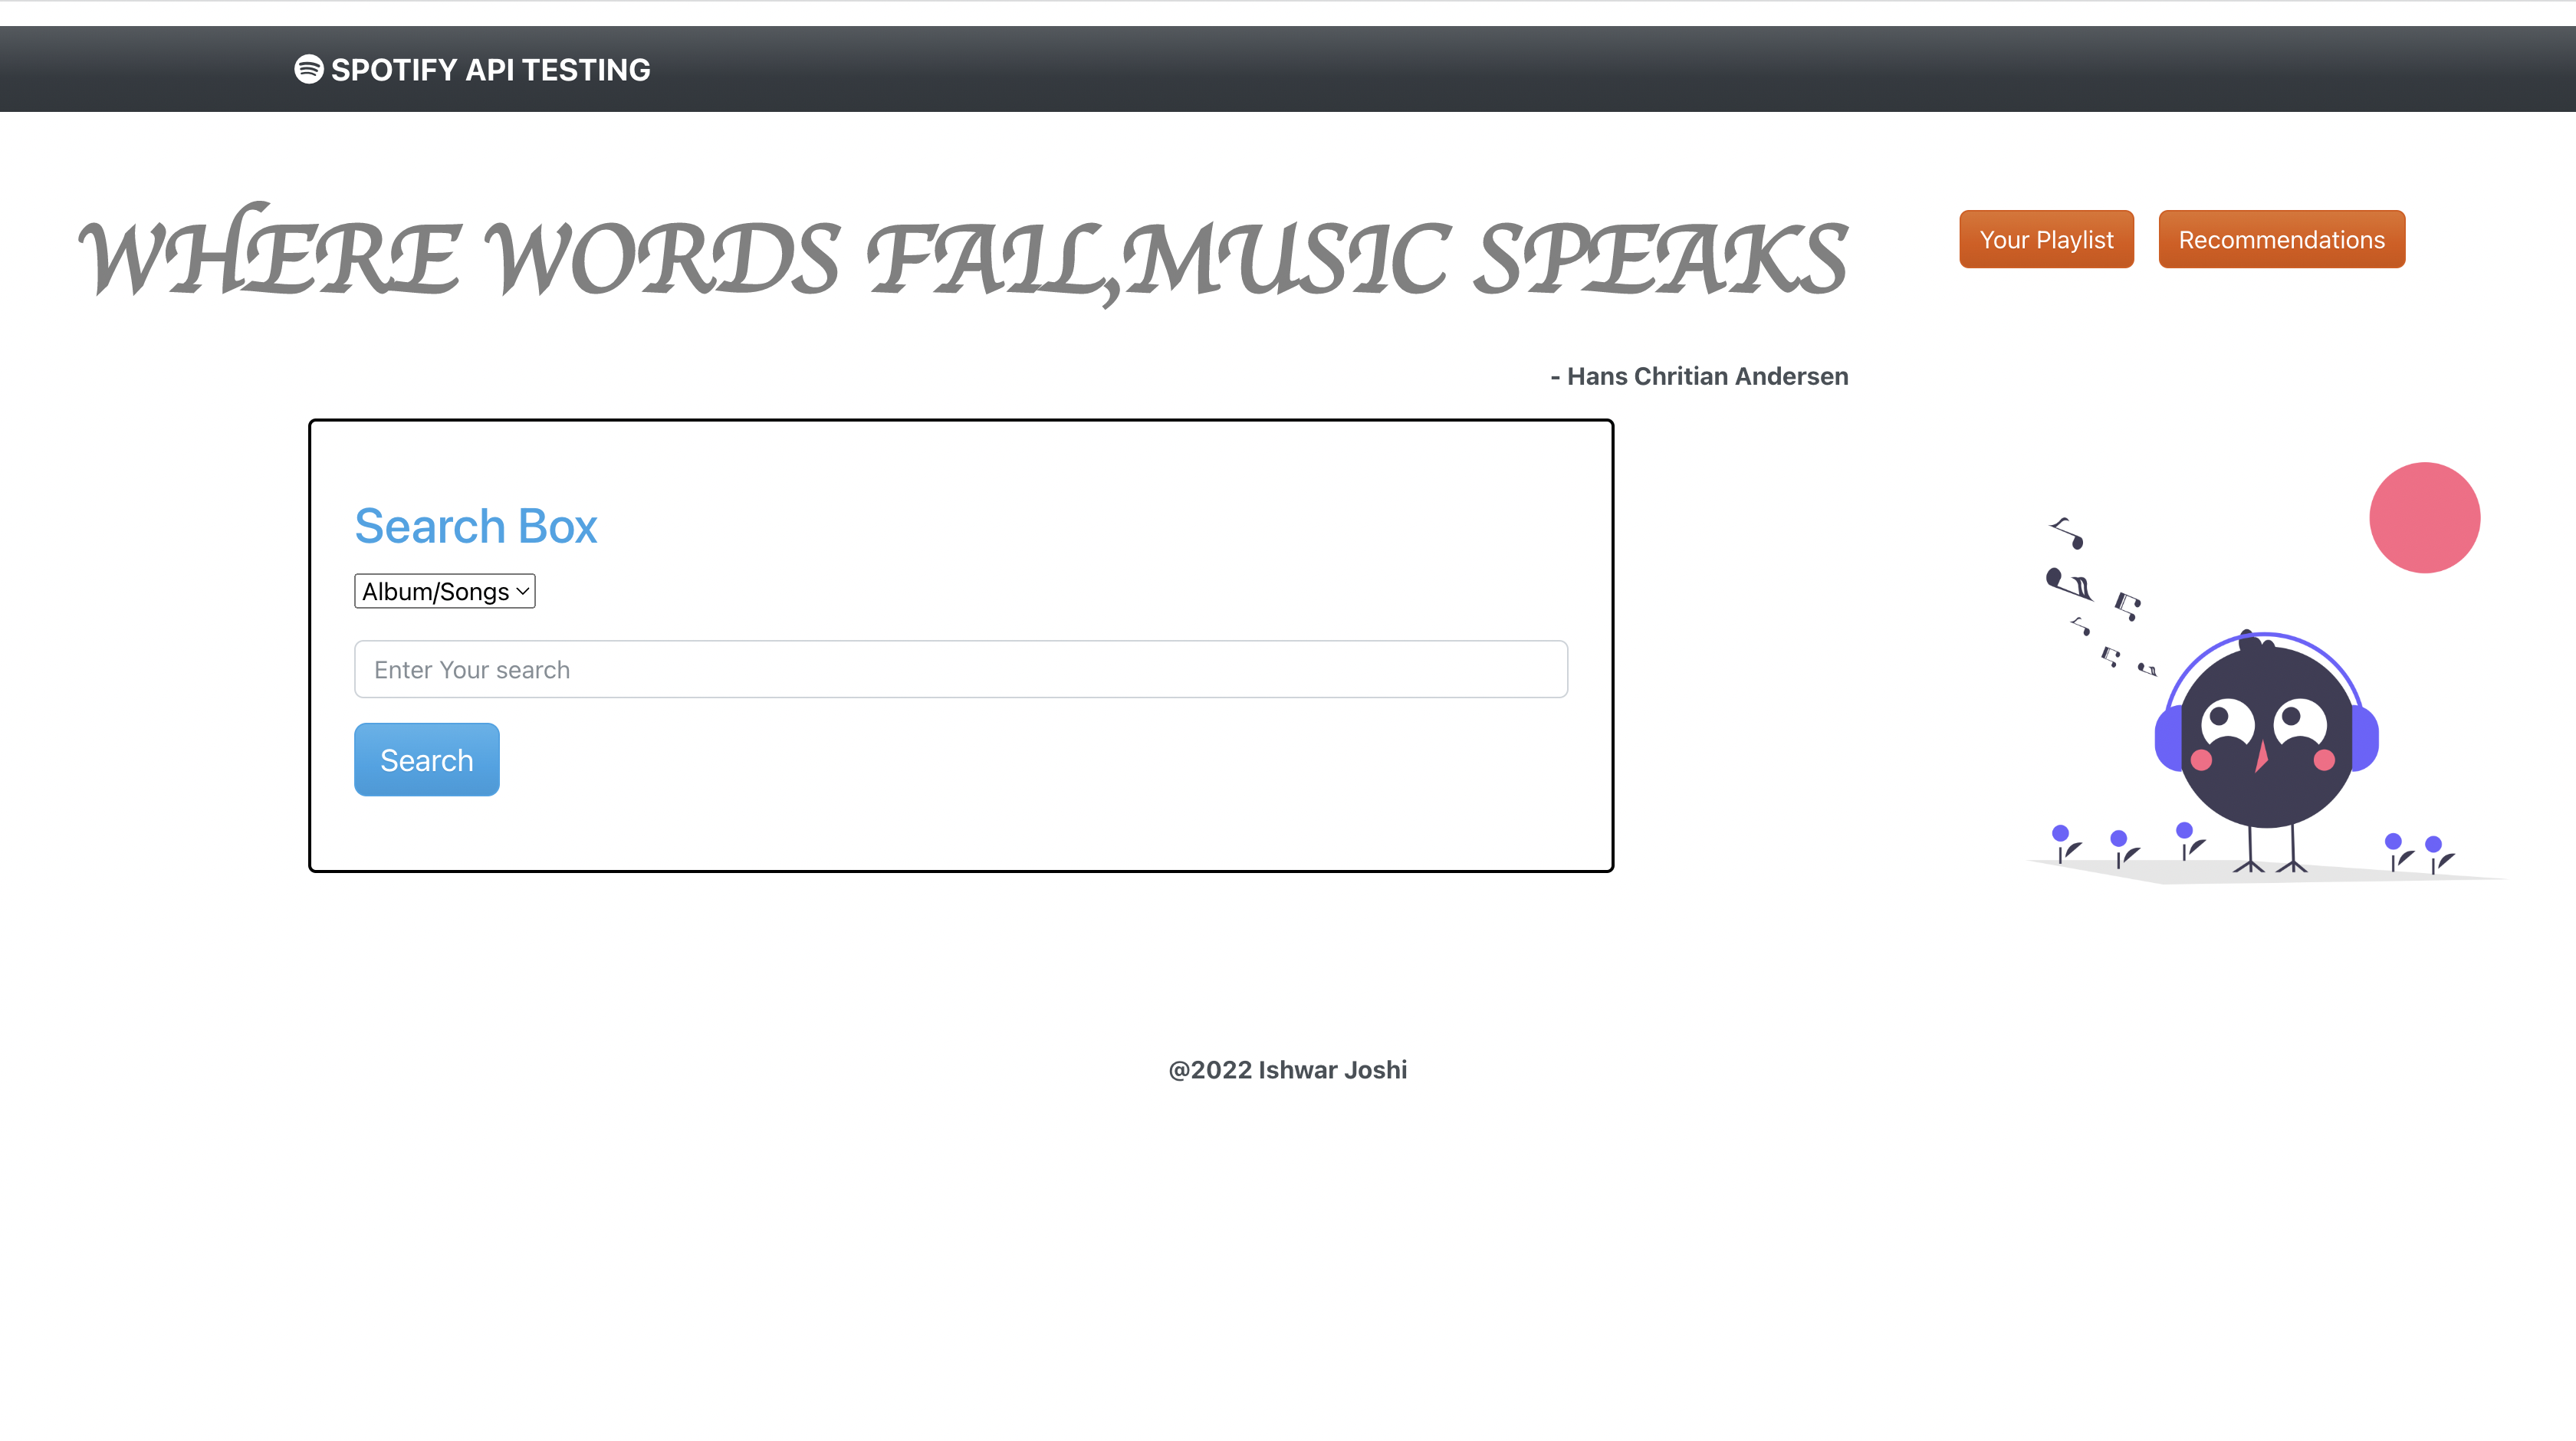 SPOTIFY API TESTING
WHERE WORDS FAIL,MUSIC SPEAKS
Your Playlist
Recommendations
- Hans Chritian Andersen
Search Box
Album/Songs
Enter Your search
Search
@2022 Ishwar Joshi